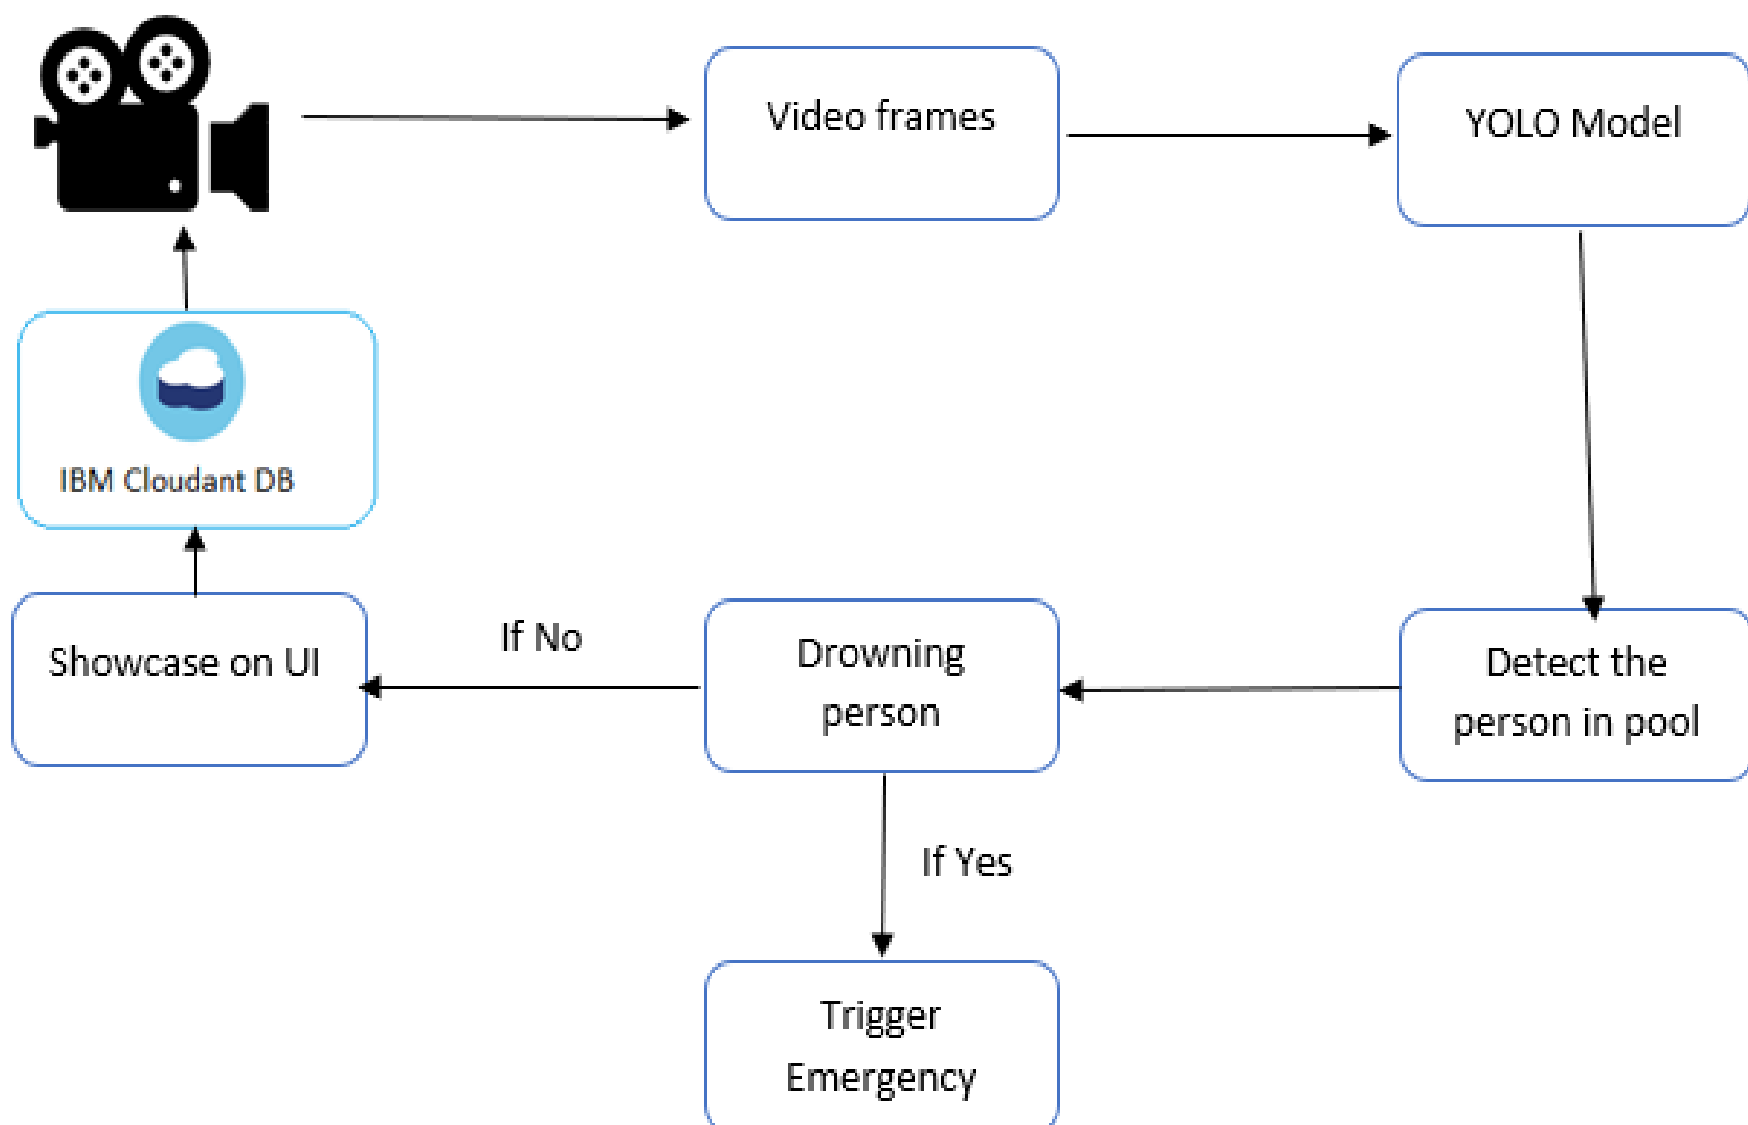 Video frames
YOLO Model
IBM Cloudant DB
Showcase on UI
If No
Drowning
person
Detect the
person in pool
If Yes
Trigger
Emergency